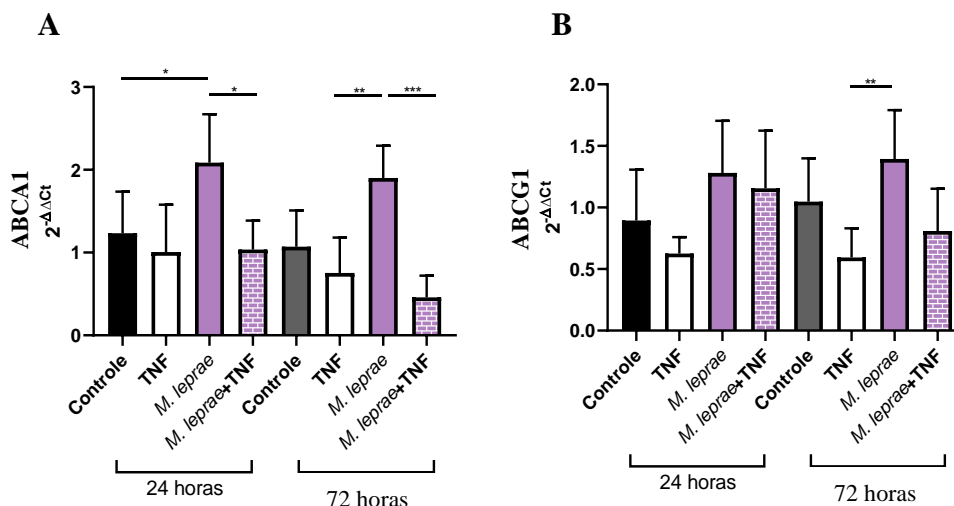 A
ABCA1
2-ΔΔCt
3
2
1
0
*
*
**
***
Controle
TNF
M. leprae
M. leprae+TNF
Controle
TNF
M. leprae
M. leprae+TNF
24 horas
72 horas
B
ABCG1
2-ΔΔCt
2.0
1.5
1.0
0.5
0.0
**
Controle
TNF
M. leprae
M. leprae+TNF
Controle
TNF
M. leprae
M. leprae+TNF
24 horas
72 horas